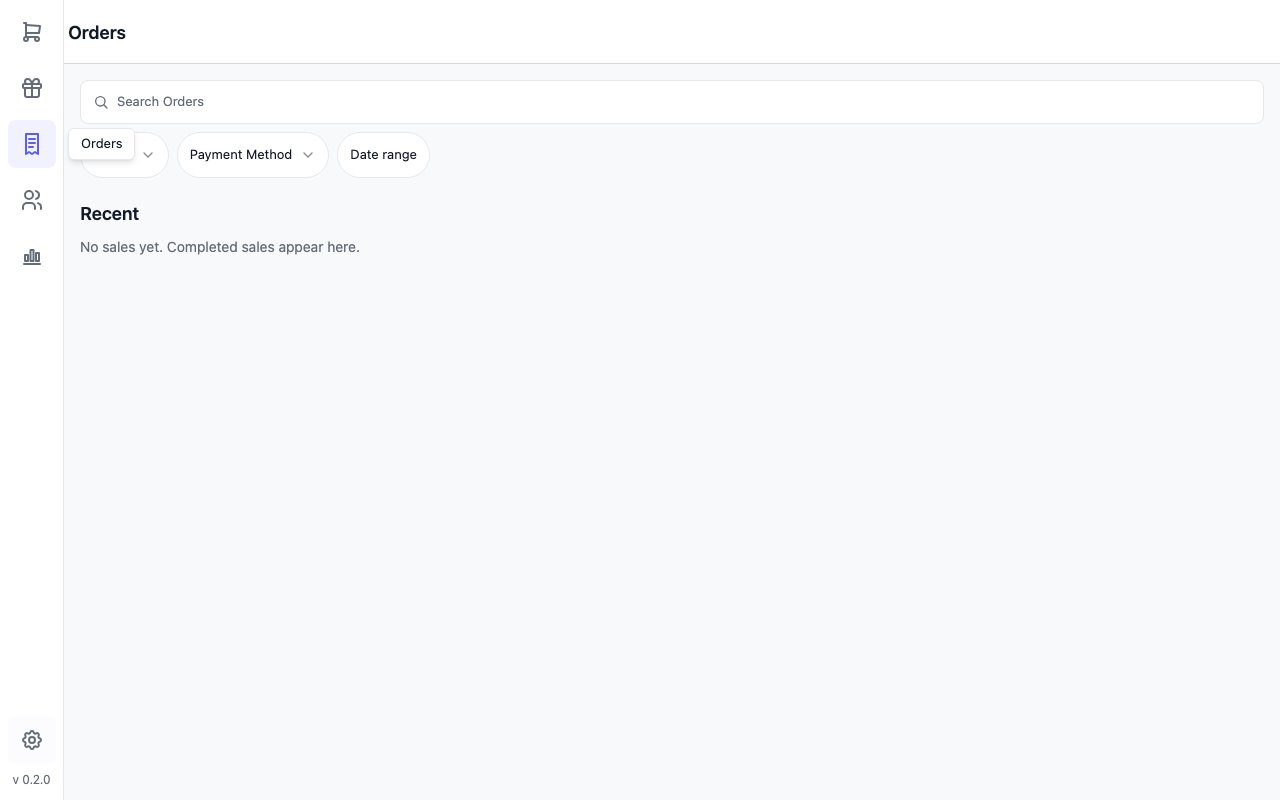 Orders
Search Orders
Orders
Payment Method
Date range
Recent
No sales yet. Completed sales appear here.
v 0.2.0